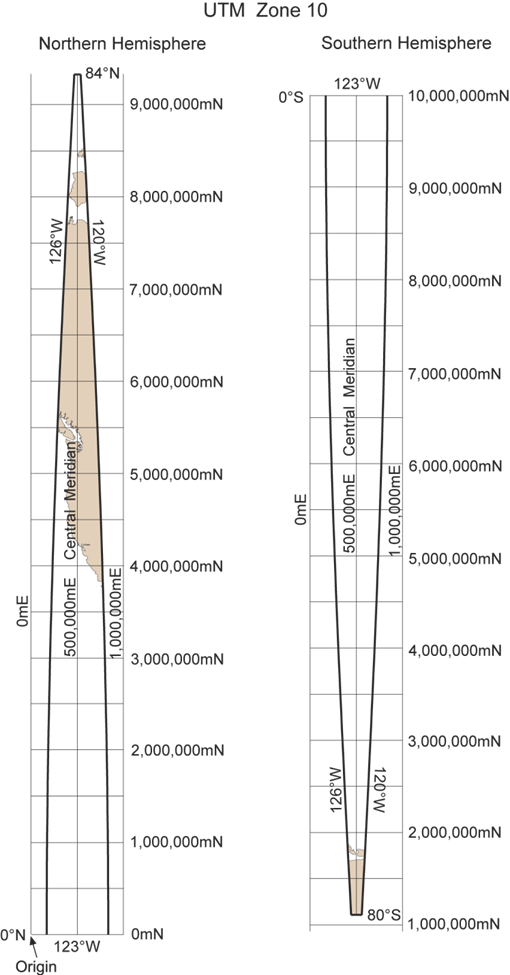 UTM Zone 10
Northern Hemisphere
84°N
9,000,000mN
8,000,000mN
126°W
120°W
7,000,000mN
6,000,000mN
5,000,000mN
Central Meridian
4,000,000mN
0mE
500,000mE
1,000,000mE
3,000,000mN
2,000,000mN
1,000,000mN
0°N
123°W
0mN
Origin
Southern Hemisphere
123°W
0°S
10,000,000mN
9,000,000mN
8,000,000mN
7,000,000mN
Central Meridian
6,000,000mN
0mE
500,000mE
1,000,000mE
5,000,000mN
4,000,000mN
3,000,000mN
126°W
120°W
2,000,000mN
80°S
1,000,000mN